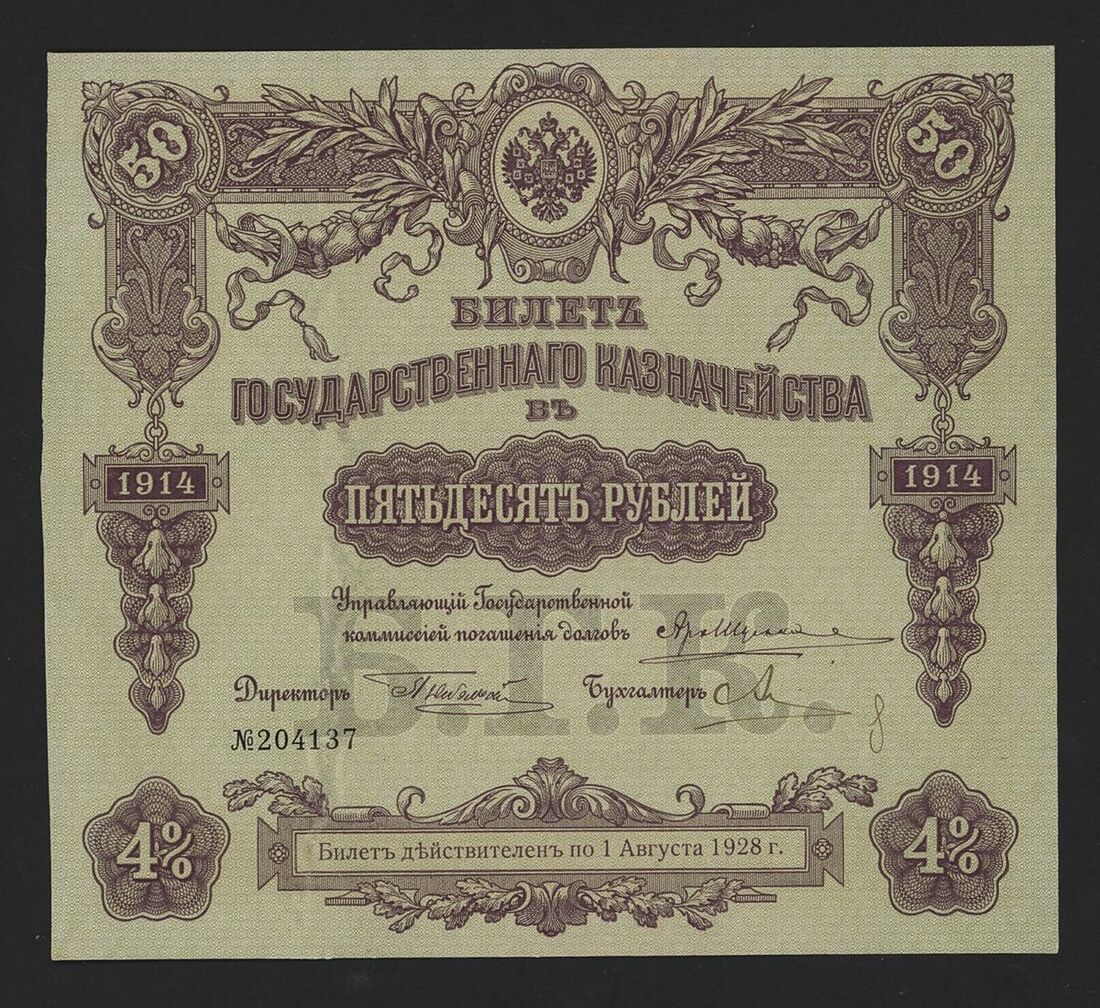 50 50
БИЛЕТЪ
ГОСУДАРСТВЕННАГО КАЗНАЧЕЙСТВА
ВЪ
1914 1914
ПЯТЬДЕСЯТЪ РУБЛЕЙ
Управляющій Государственной
коммиссіей погашенія долговъ
Директоръ Бухгалтеръ
№204137
4% 4%
Билетъ дѣйствителенъ по 1 Августа 1928 г.